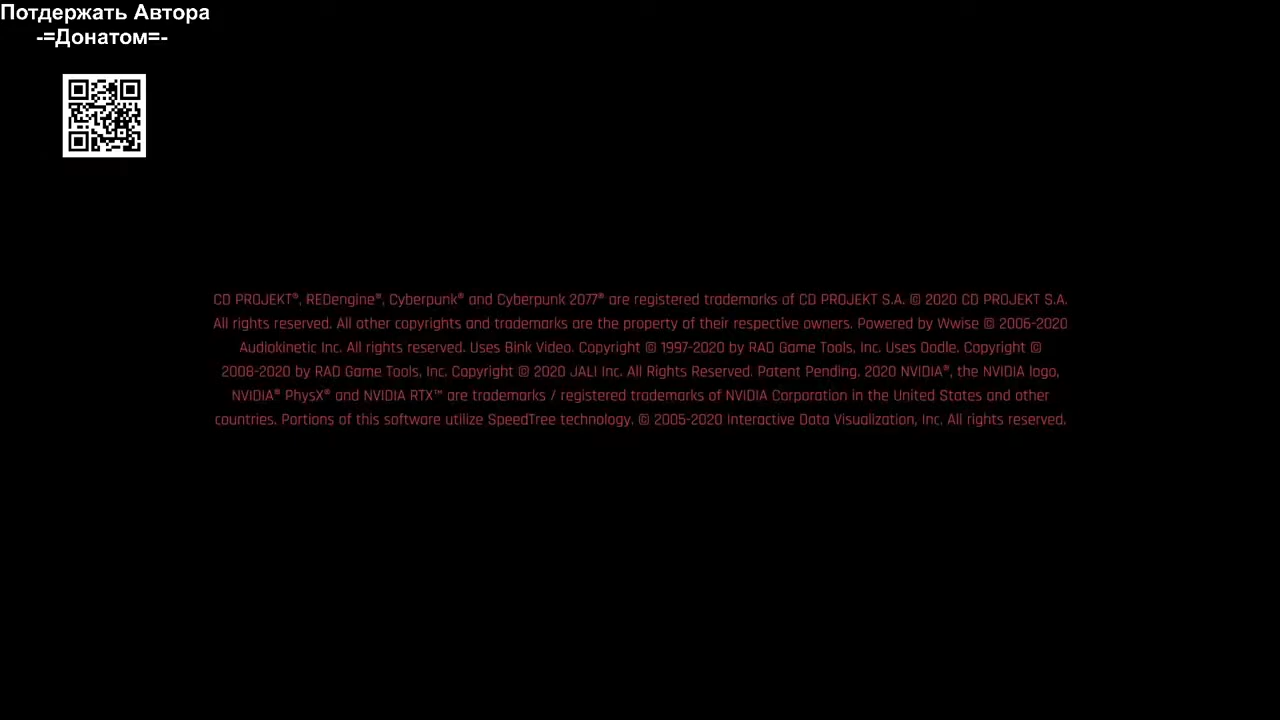 Потдержать Автора
-=Донатом=-
CD PROJEKT®, REDengine®, Cyberpunk® and Cyberpunk 2077® are registered trademarks of CD PROJEKT S.A. © 2020 CD PROJEKT S.A.
All rights reserved. All other copyrights and trademarks are the property of their respective owners. Powered by Wwise © 2006-2020
Audiokinetic Inc. All rights reserved. Uses Bink Video. Copyright © 1997-2020 by RAD Game Tools, Inc. Uses Oodle. Copyright ©
2008-2020 by RAD Game Tools, Inc. Copyright © 2020 JALI Inc. All Rights Reserved. Patent Pending. 2020 NVIDIA®, the NVIDIA logo,
NVIDIA® PhysX® and NVIDIA RTX™ are trademarks / registered trademarks of NVIDIA Corporation in the United States and other
countries. Portions of this software utilize SpeedTree technology. © 2005-2020 Interactive Data Visualization, Inc. All rights reserved.